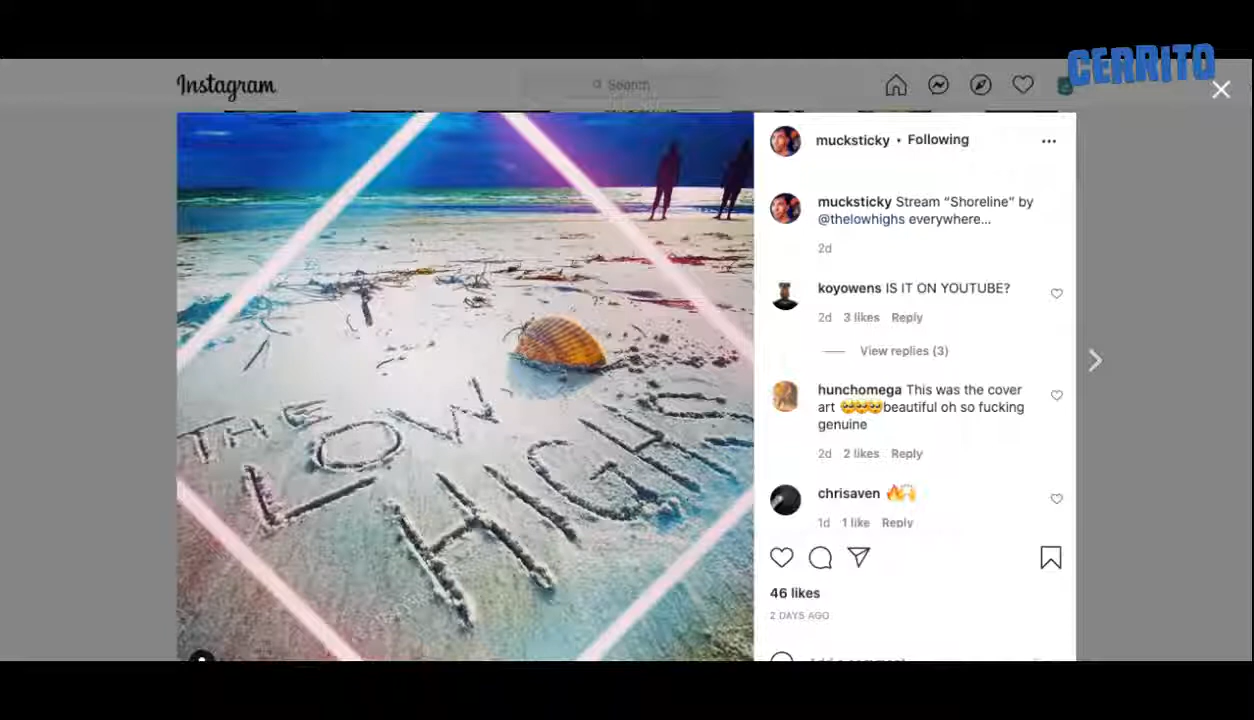 CERRITO
Instagram
Search
THE
LOW
HIGHS
mucksticky • Following
mucksticky Stream “Shoreline” by
@thelowhighs everywhere...
2d
koyowens IS IT ON YOUTUBE?
2d 3 likes Reply
View replies (3)
hunchomega This was the cover
art 🥺🥺🥺beautiful oh so fucking
genuine
2d 2 likes Reply
chrisaven 🔥🙌
1d 1 like Reply
46 likes
2 DAYS AGO